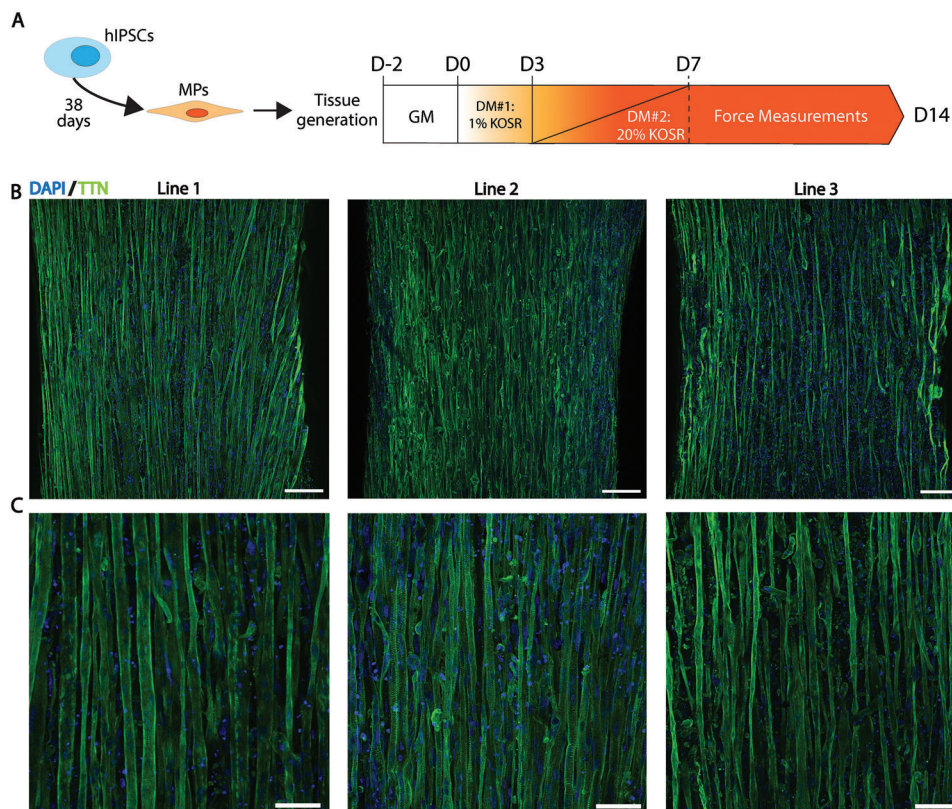 A
hIPSCs
38
days
MPs
Tissue
generation
D-2
D0
D3
D7
GM
DM#1:
1% KOSR
DM#2:
20% KOSR
Force Measurements
D14
B
DAPI/TTN
Line 1
Line 2
Line 3
C